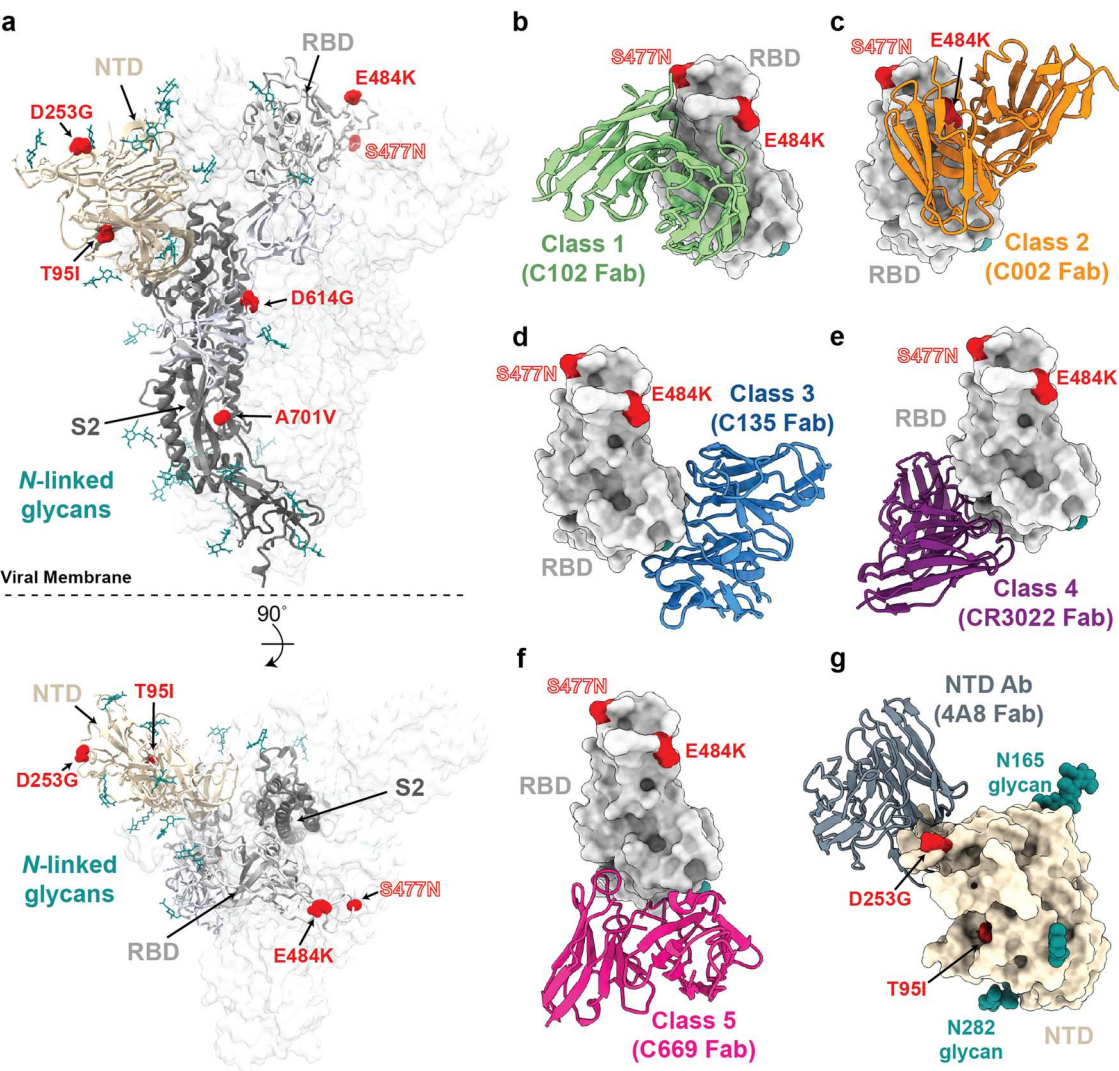 a
RBD
NTD
E484K
D253G
S477N
T95I
D614G
S2
A701V
N-linked
glycans
Viral Membrane
90°
NTD
T95I
D253G
S2
N-linked
glycans
S477N
RBD
E484K
b
S477N
RBD
E484K
Class 1
(C102 Fab)
c
E484K
S477N
Class 2
(C002 Fab)
RBD
d
S477N
E484K
Class 3
(C135 Fab)
RBD
e
S477N
E484K
RBD
Class 4
(CR3022 Fab)
f
S477N
E484K
RBD
Class 5
(C669 Fab)
g
NTD Ab
(4A8 Fab)
N165
glycan
D253G
T95I
N282
glycan
NTD